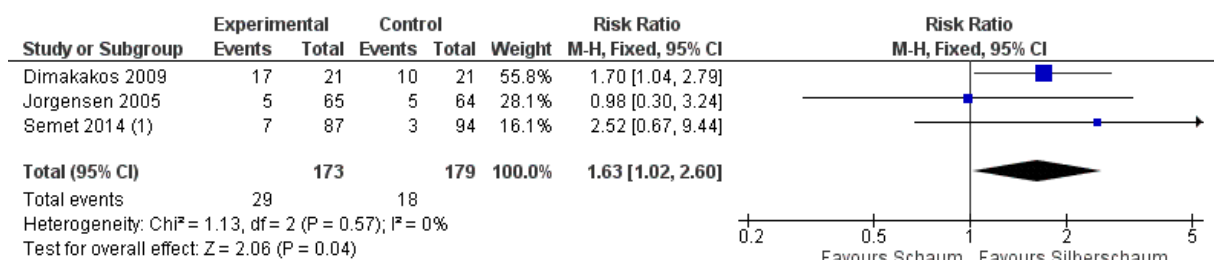 Experimental Control Risk Ratio Risk Ratio
Study or Subgroup Events Total Events Total Weight M-H, Fixed, 95% CI M-H, Fixed, 95% CI
Dimakakos 2009 17 21 10 21 55.8% 1.70 [1.04, 2.79]
Jorgensen 2005 5 65 5 64 28.1% 0.98 [0.30, 3.24]
Semet 2014 (1) 7 87 3 94 16.1% 2.52 [0.67, 9.44]
Total (95% CI) 173 179 100.0% 1.63 [1.02, 2.60]
Total events 29 18
Heterogeneity: Chi² = 1.13, df = 2 (P = 0.57); I² = 0%
Test for overall effect: Z = 2.06 (P = 0.04)
0.2 0.5 1 2 5
Favours Schaum Favours Silberschaum